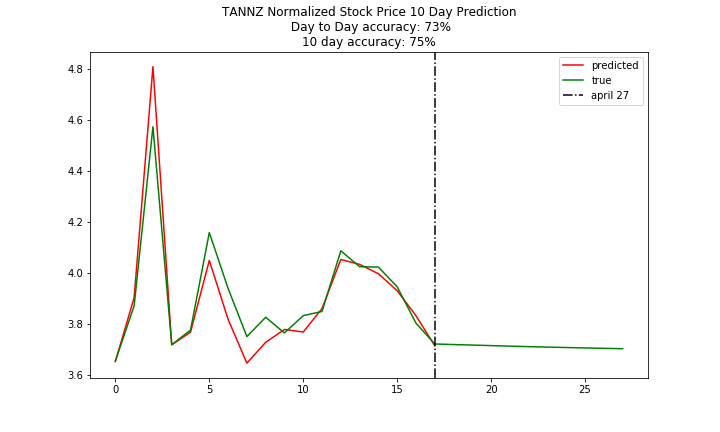 TANNZ Normalized Stock Price 10 Day Prediction
Day to Day accuracy: 73%
10 day accuracy: 75%
predicted
true
april 27
4.8
4.6
4.4
4.2
4.0
3.8
3.6
0 5 10 15 20 25